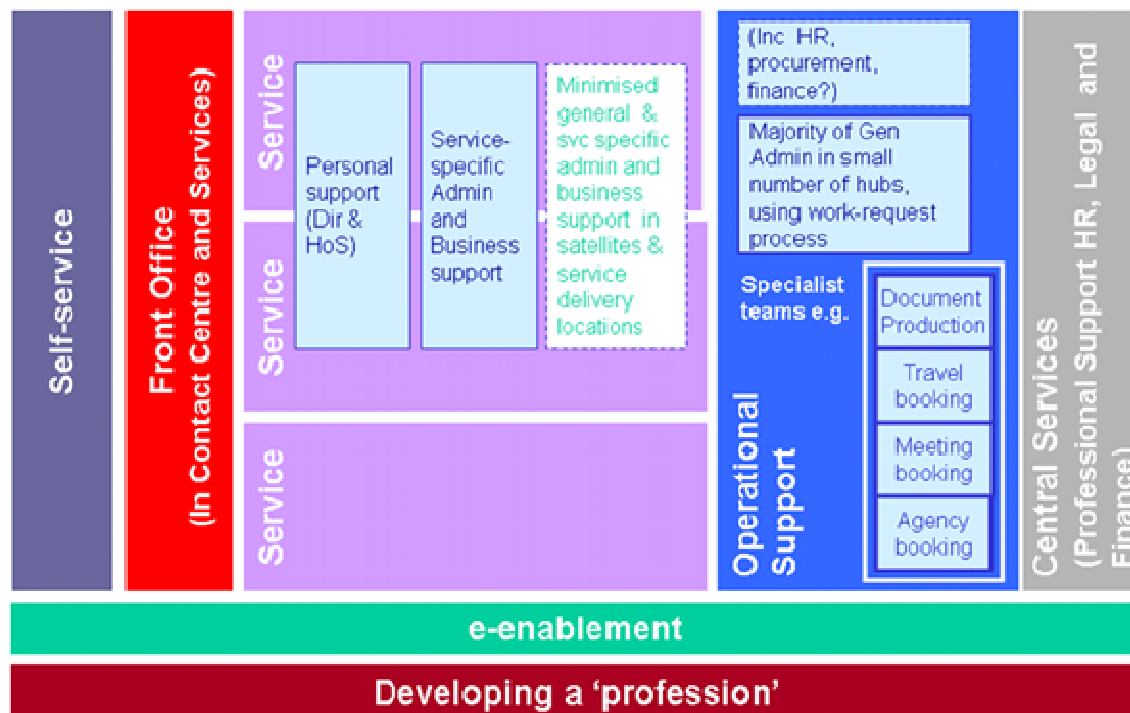 Self-service
Front Office
(In Contact Centre and Services)
Service
Service
Service
Personal
support
(Dir &
HoS)
Service-
specific
Admin
and
Business
support
Minimised
general &
svc specific
admin and
business
support in
satellites &
service
delivery
locations
(Inc HR,
procurement,
finance?)
Majority of Gen
Admin in small
number of hubs,
using work-request
process
Specialist
teams e.g.
Document
Production
Travel
booking
Meeting
booking
Agency
booking
Operational
Support
Central Services
(Professional Support HR, Legal and
Finance)
e-enablement
Developing a ‘profession’